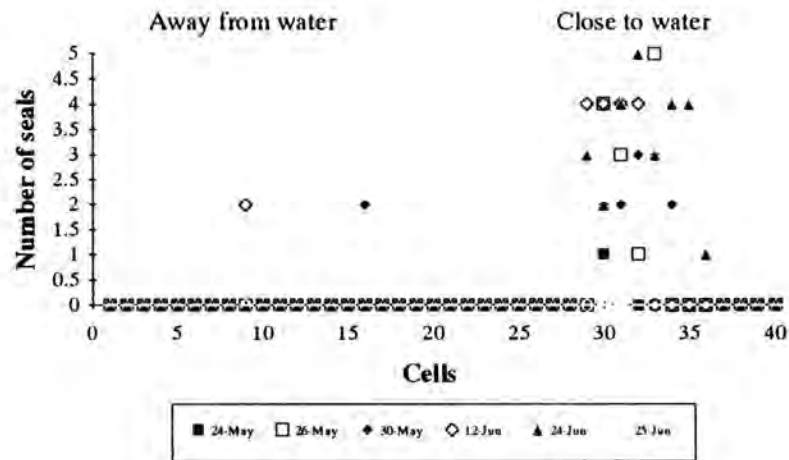 Away from water Close to water
Number of seals
5
4.5
4
3.5
3
2.5
2
1.5
1
0.5
0
0 5 10 15 20 25 30 35 40
Cells
24-May 26-May 30-May 12-Jun 24-Jun 25-Jun